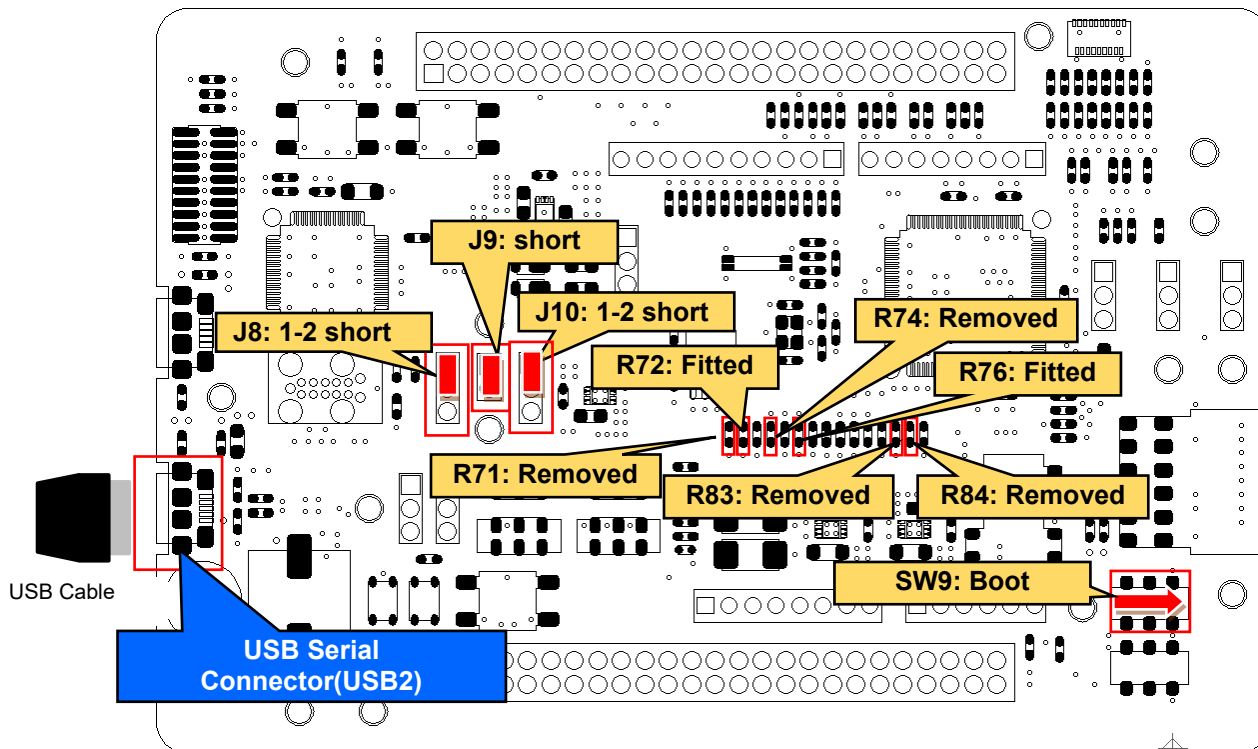 J9: short
J10: 1-2 short
J8: 1-2 short
R74: Removed
R72: Fitted
R76: Fitted
R71: Removed
R83: Removed
R84: Removed
SW9: Boot
USB Cable
USB Serial
Connector(USB2)